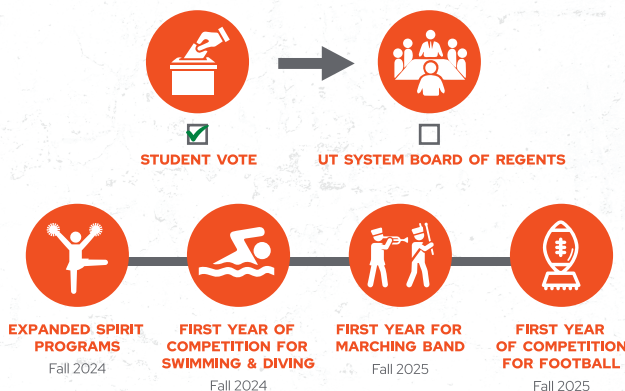 STUDENT VOTE
UT SYSTEM BOARD OF REGENTS
EXPANDED SPIRIT
PROGRAMS
Fall 2024
FIRST YEAR OF
COMPETITION FOR
SWIMMING & DIVING
Fall 2024
FIRST YEAR FOR
MARCHING BAND
Fall 2025
FIRST YEAR
OF COMPETITION
FOR FOOTBALL
Fall 2025